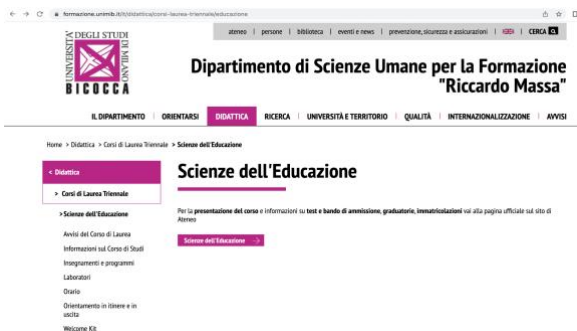 formazione.unimib.it/it/didattica/corsi-laurea-triennale/educazione
ateneo | persone | biblioteca | eventi e news | prevenzione, sicurezza e assicurazioni | CERCA
UNIVERSITÀ DEGLI STUDI DI MILANO
BICOCCA
Dipartimento di Scienze Umane per la Formazione
"Riccardo Massa"
IL DIPARTIMENTO | ORIENTARSI DIDATTICA RICERCA | UNIVERSITÀ E TERRITORIO | QUALITÀ | INTERNAZIONALIZZAZIONE | AVVISI
Home > Didattica > Corsi di Laurea Triennale > Scienze dell'Educazione
< Didattica
> Corsi di Laurea Triennale
> Scienze dell'Educazione
Avvisi del Corso di Laurea
Informazioni sul Corso di Studi
Insegnamenti e programmi
Laboratori
Orario
Orientamento in itinere e in
uscita
Welcome Kit
Scienze dell'Educazione
Per la presentazione del corso e informazioni su test e bando di ammissione, graduatorie, immatricolazioni vai alla pagina ufficiale sul sito di
Ateneo
Scienze dell'Educazione